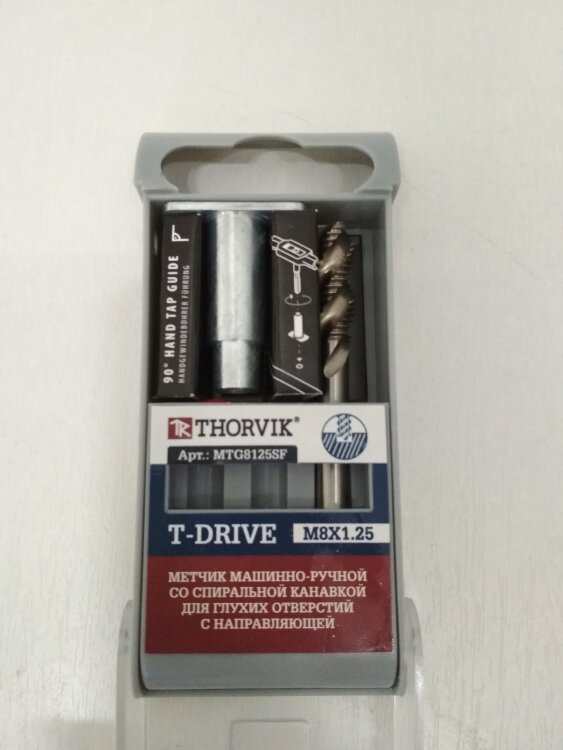 90° HAND TAP GUIDE
HANDGEWINDEBOHRER FÜHRUNG
TR THORVIK®
Арт.: MTG8125SF
T-DRIVE M8X1.25
МЕТЧИК МАШИННО-РУЧНОЙ
СО СПИРАЛЬНОЙ КАНАВКОЙ
ДЛЯ ГЛУХИХ ОТВЕРСТИЙ
С НАПРАВЛЯЮЩЕЙ